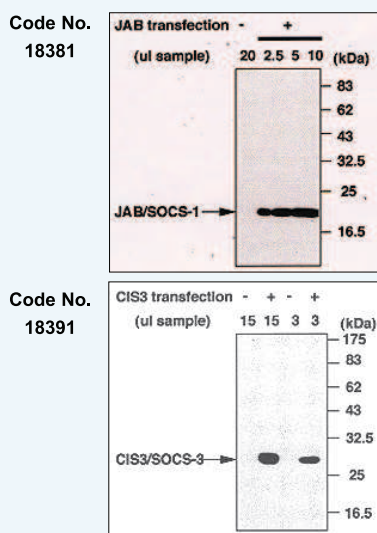 Code No.
18381
JAB transfection - +
(ul sample) 20 2.5 5 10 (kDa)
83
62
43
32.5
25
JAB/SOCS-1
16.5
Code No.
18391
CIS3 transfection - + - +
(ul sample) 15 15 3 3 (kDa)
175
83
62
43
32.5
CIS3/SOCS-3
25
16.5